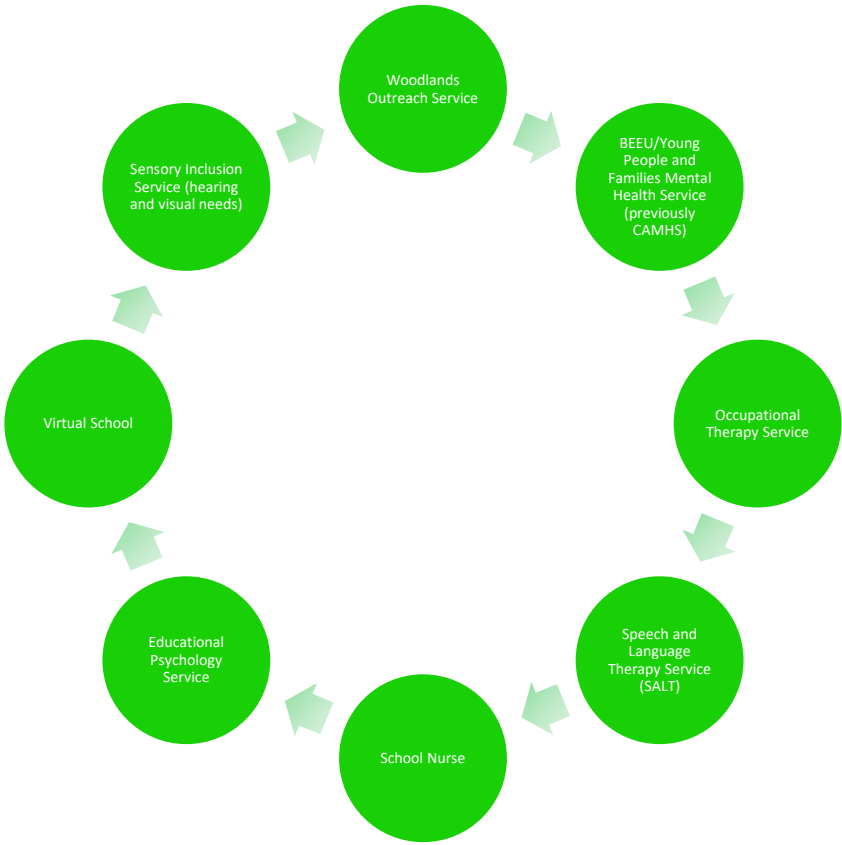 Woodlands
Outreach Service
BEEU/Young
People and
Families Mental
Health Service
(previously
CAMHS)
Occupational
Therapy Service
Speech and
Language
Therapy Service
(SALT)
School Nurse
Educational
Psychology
Service
Virtual School
Sensory Inclusion
Service (hearing
and visual needs)